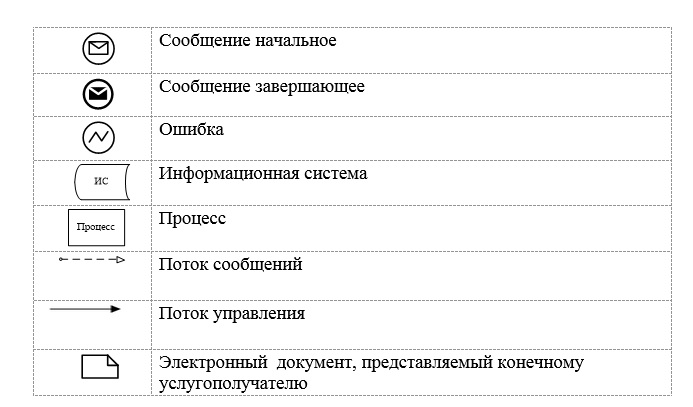 Сообщение начальное
Сообщение завершающее
Ошибка
ИС
Информационная система
Процесс
Процесс
Поток сообщений
Поток управления
Электронный  документ, представляемый конечному
услугополучателю